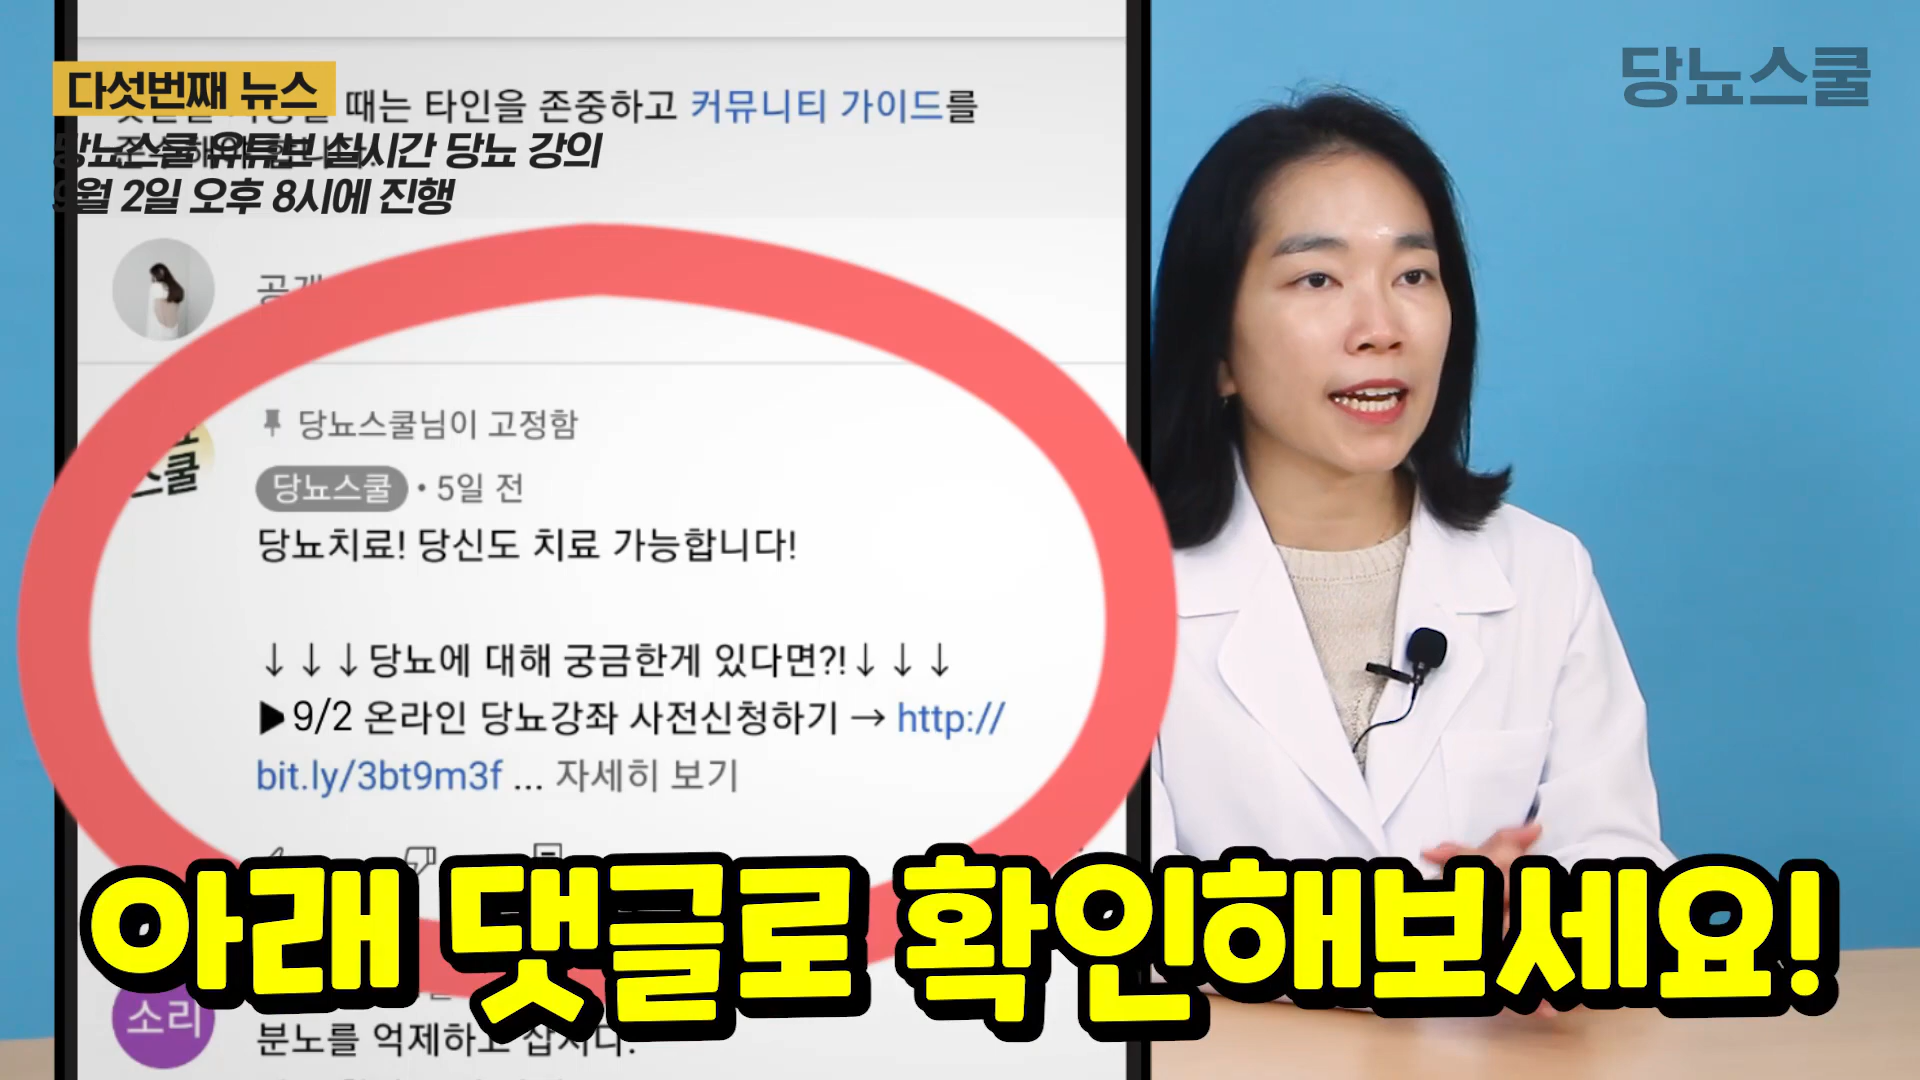 다섯번째 뉴스
당뇨스쿨
때는 타인을 존중하고 커뮤니티 가이드를
당뇨스쿨 유튜브 실시간 당뇨 강의
9월 2일 오후 8시에 진행
스쿨
당뇨스쿨님이 고정함
당뇨스쿨 • 5일 전
당뇨치료! 당신도 치료 가능합니다!
↓↓↓당뇨에 대해 궁금한게 있다면?!↓↓↓
▶9/2 온라인 당뇨강좌 사전신청하기 → http://
bit.ly/3bt9m3f ... 자세히 보기
아래 댓글로 확인해보세요!
소리
분노를 억제하고